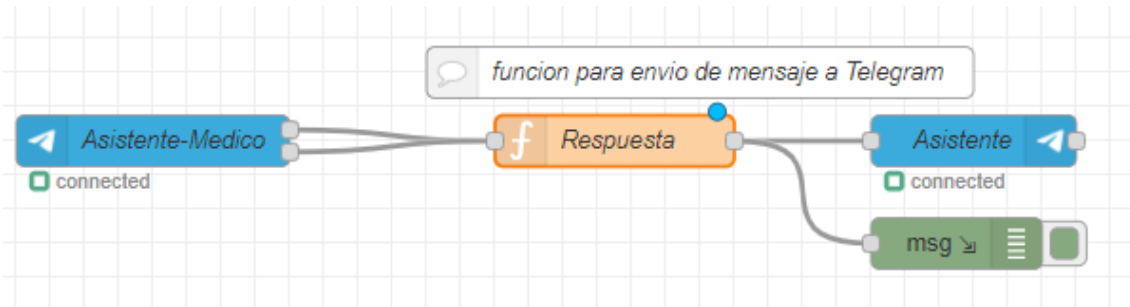 funcion para envio de mensaje a Telegram
Asistente-Medico
f
Respuesta
Asistente
connected
connected
msg